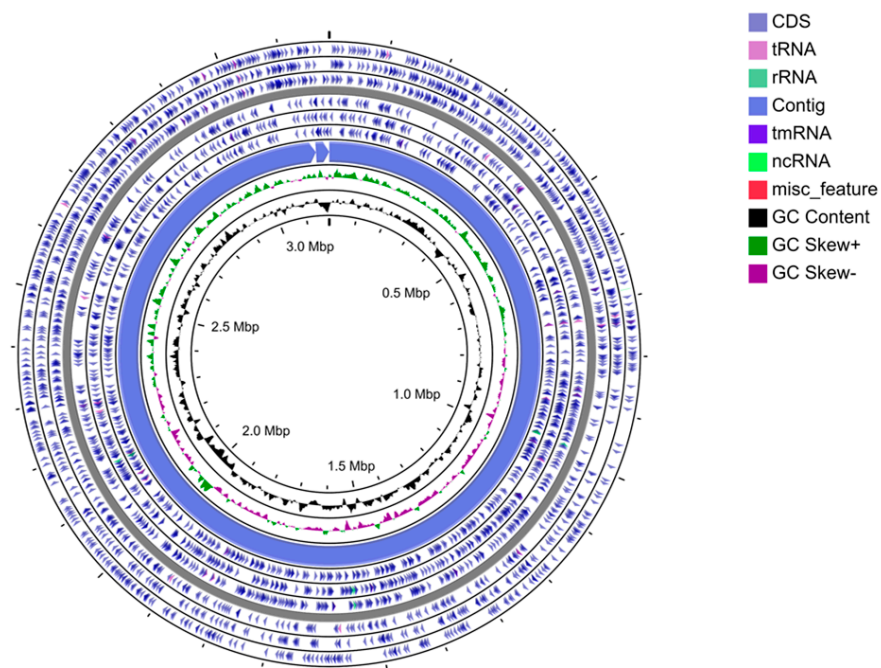 CDS
tRNA
rRNA
Contig
tmRNA
ncRNA
misc_feature
GC Content
GC Skew+
GC Skew-
3.0 Mbp
0.5 Mbp
2.5 Mbp
1.0 Mbp
2.0 Mbp
1.5 Mbp